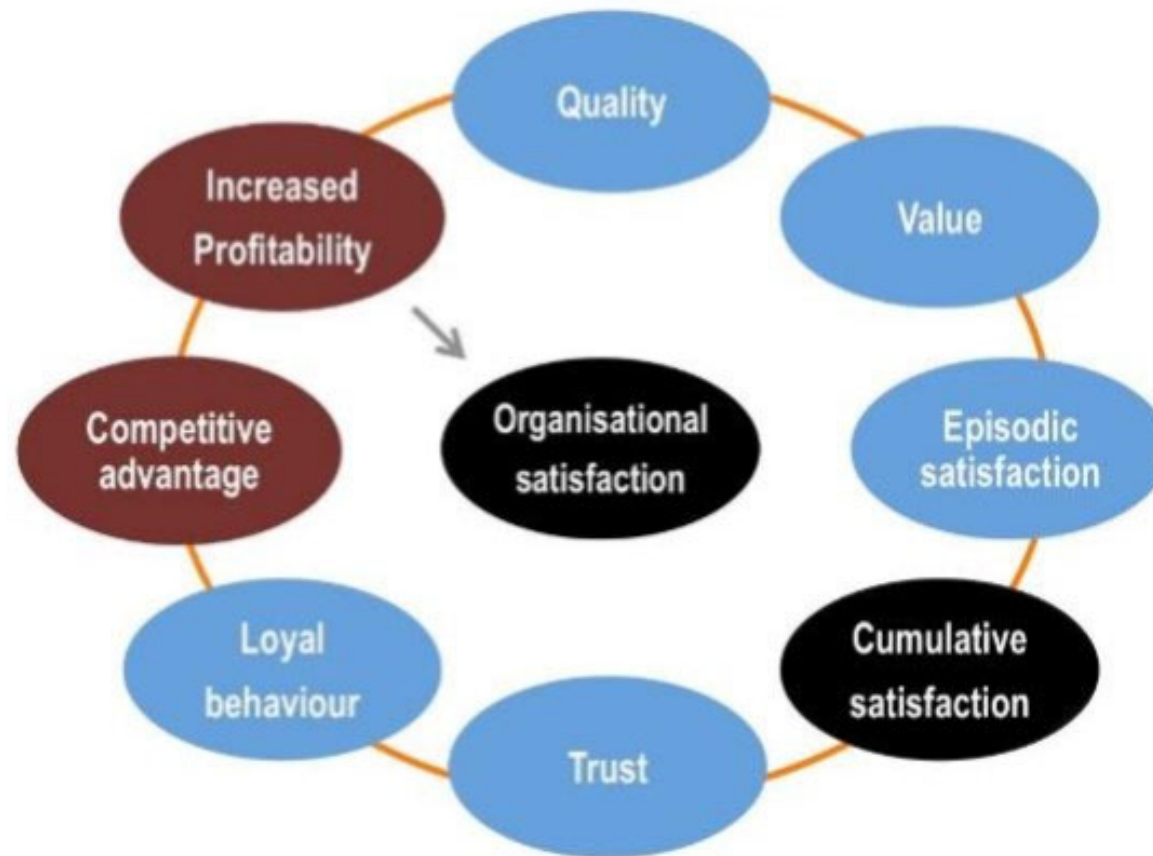 Quality
Value
Episodic
satisfaction
Cumulative
satisfaction
Trust
Loyal
behaviour
Competitive
advantage
Increased
Profitability
Organisational
satisfaction